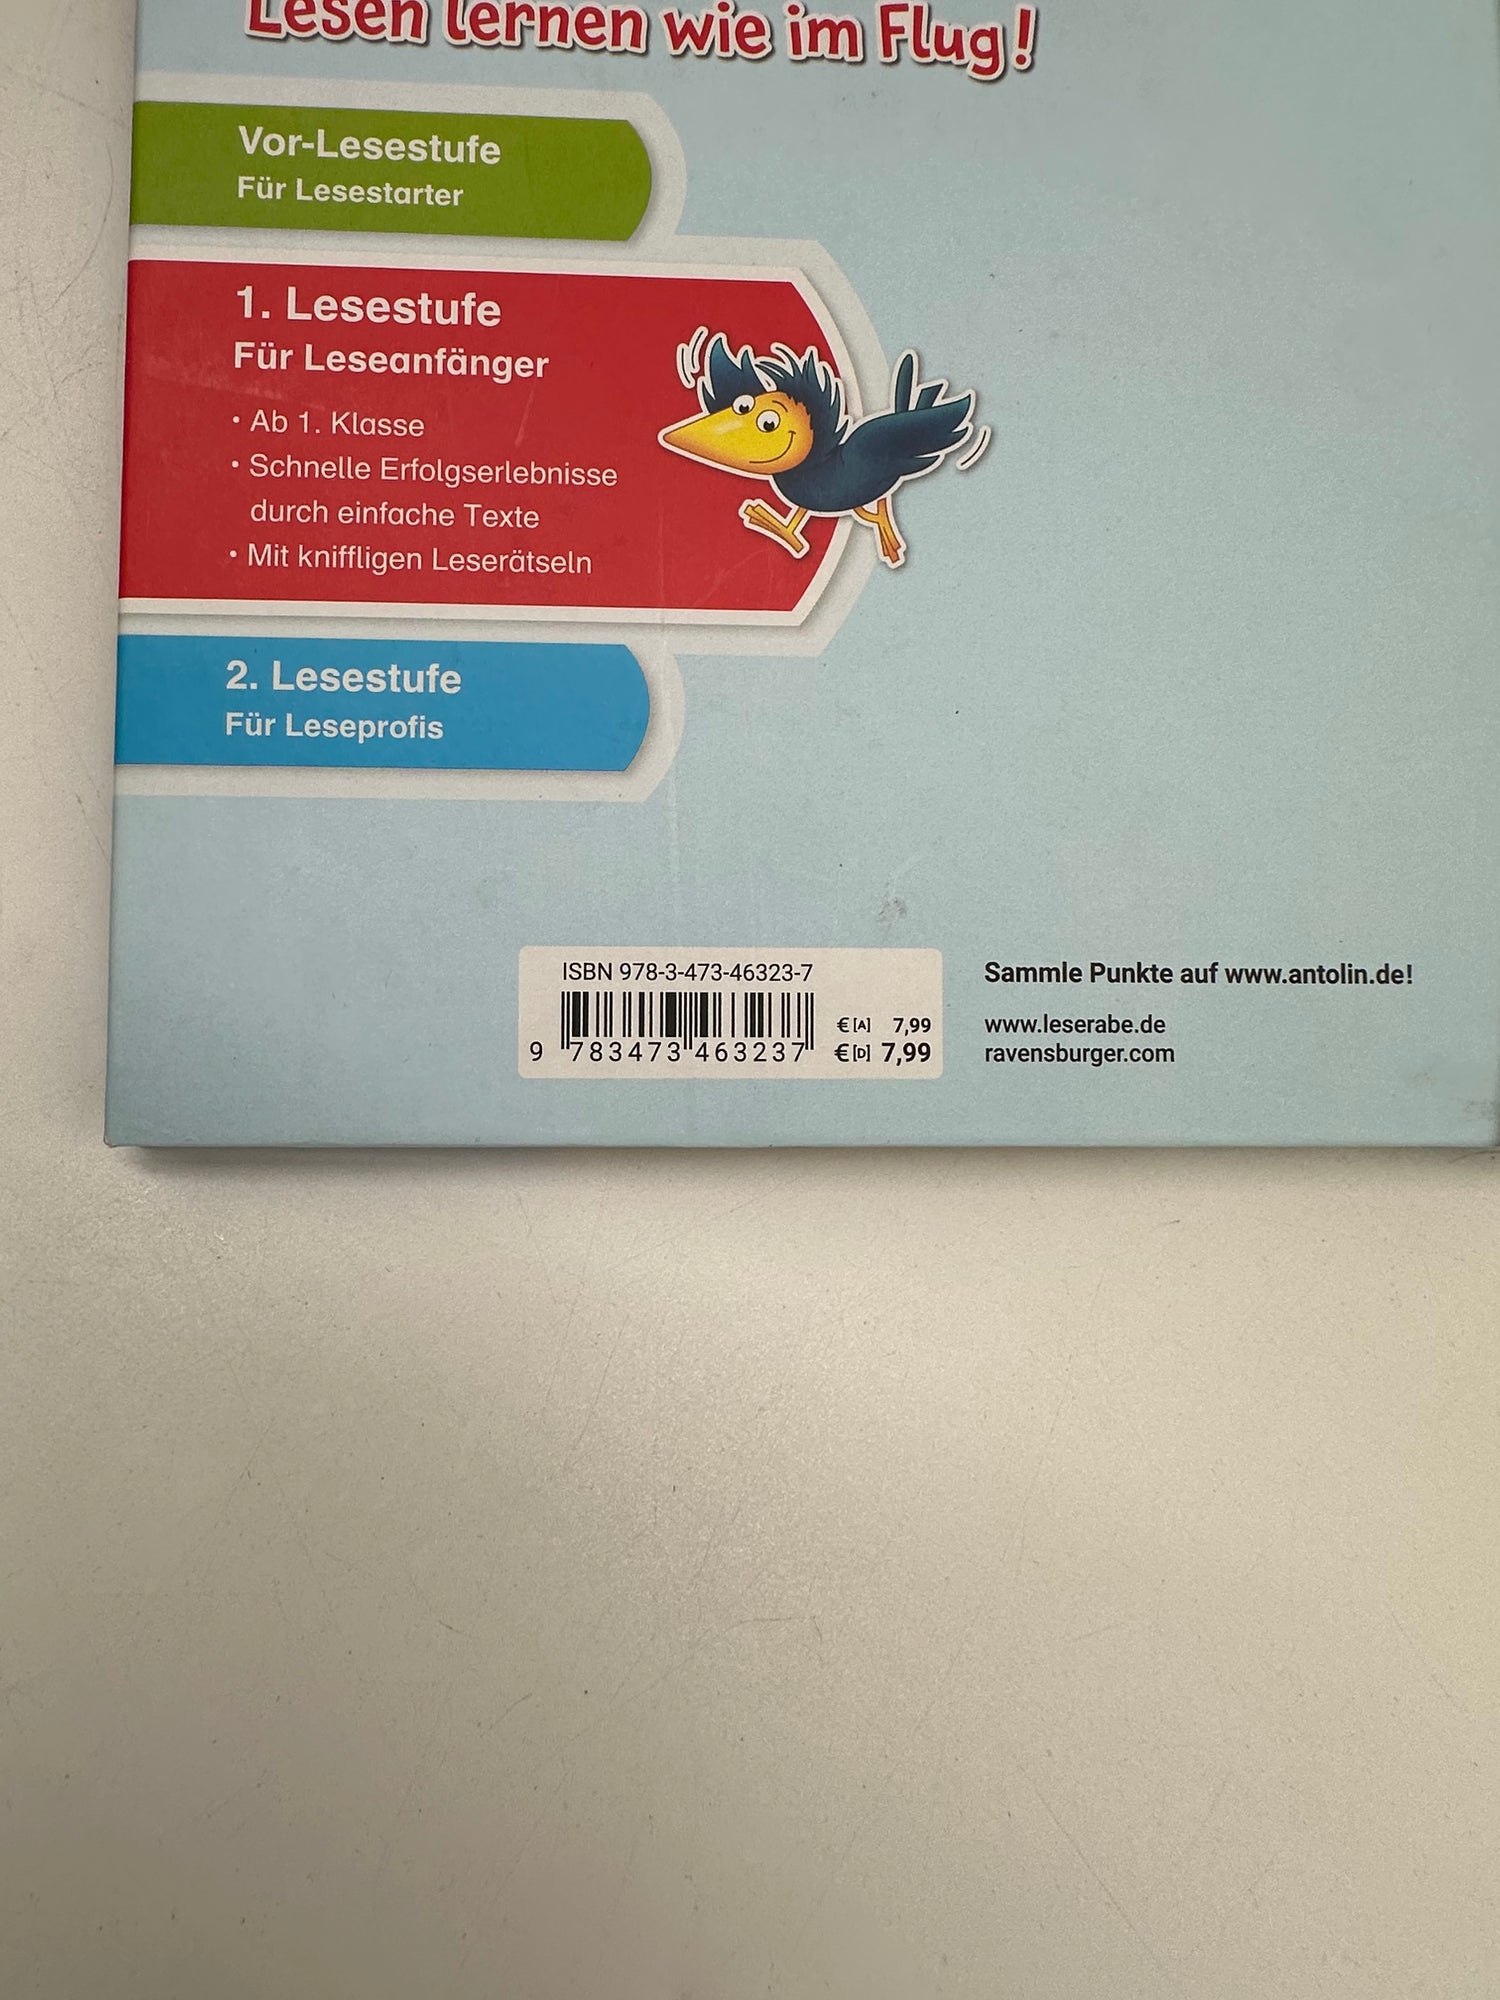 Lesen lernen wie im Flug!
Vor-Lesestufe
Für Lesestarter
1. Lesestufe
Für Leseanfänger
• Ab 1. Klasse
• Schnelle Erfolgserlebnisse
durch einfache Texte
• Mit kniffligen Leserätseln
2. Lesestufe
Für Leseprofis
ISBN 978-3-473-46323-7
€ [A] 7,99
9 783473 463237 € [D] 7,99
Sammle Punkte auf www.antolin.de!
www.leserabe.de
ravensburger.com